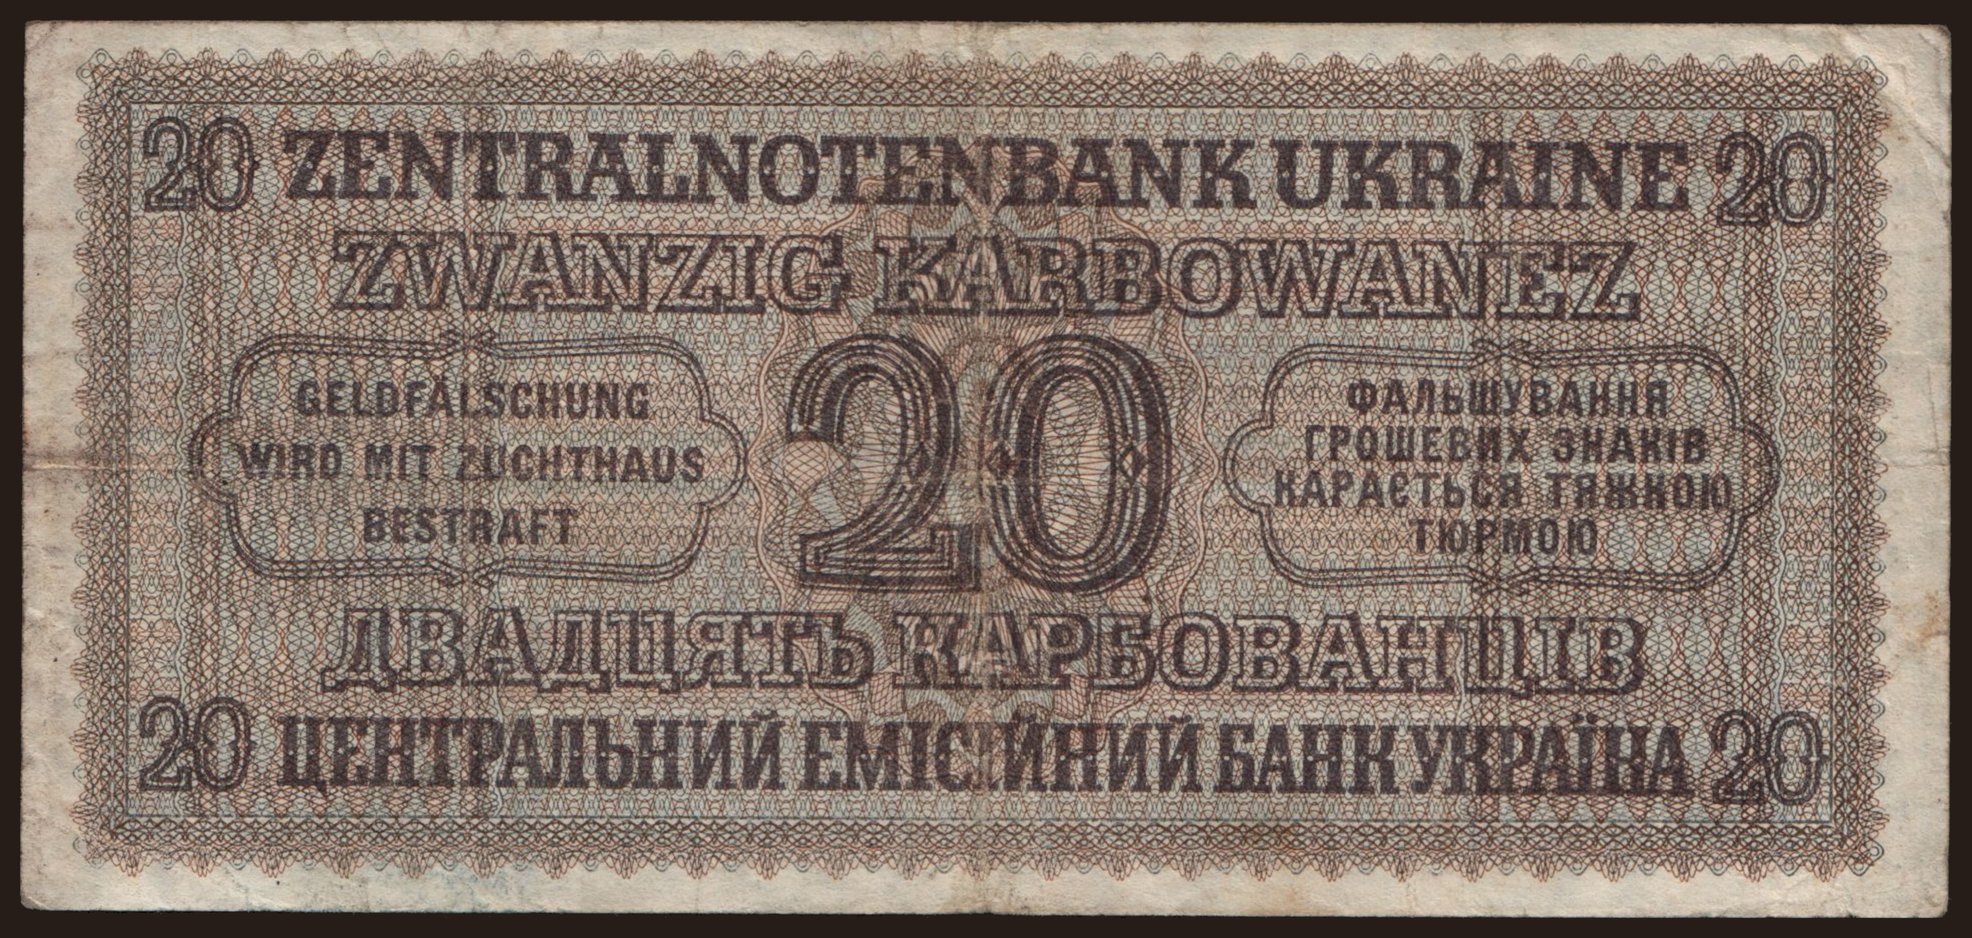 20 ZENTRALNOTENBANK UKRAINE 20
ZWANZIG KARBOWANEZ
GELDFÄLSCHUNG
WIRD MIT ZUCHTHAUS
BESTRAFT
20
ФАЛЬШУВАННЯ
ГРОШЕВИХ ЗНАКІВ
КАРАЄТЬСЯ ТЯЖКОЮ
ТЮРМОЮ
ДВАДЦЯТЬ КАРБОВАНЦІВ
20 ЦЕНТРАЛЬНИЙ ЕМІСІЙНИЙ БАНК УКРАЇНА 20